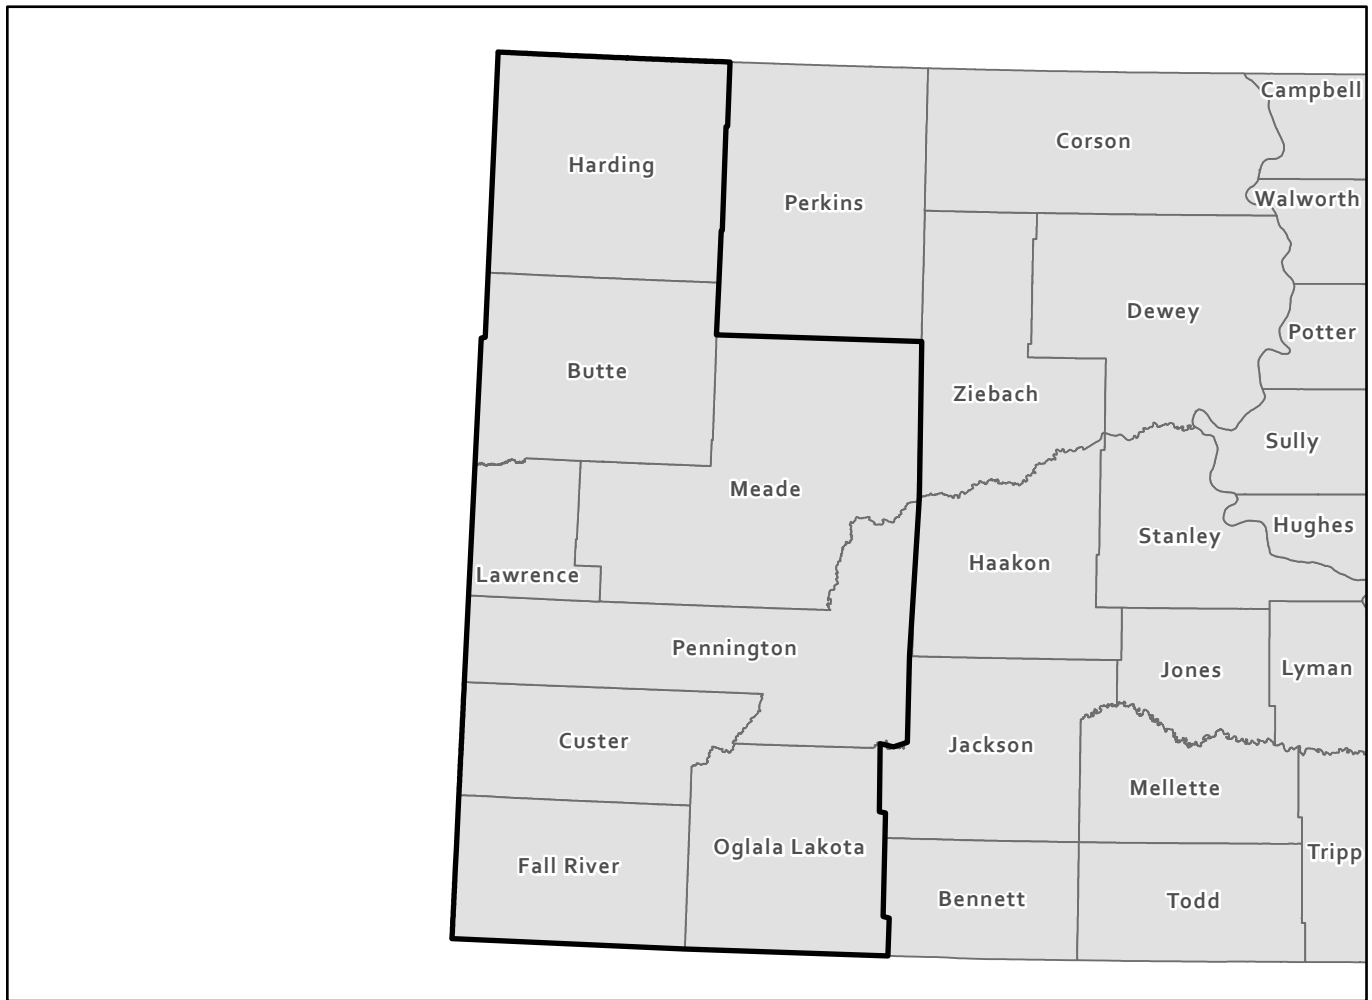 Campbell
Corson
Harding
Walworth
Perkins
Dewey
Potter
Butte
Ziebach
Sully
Meade
Hughes
Stanley
Haakon
Lawrence
Pennington
Jones
Lyman
Custer
Jackson
Mellette
Oglala Lakota
Tripp
Fall River
Bennett
Todd